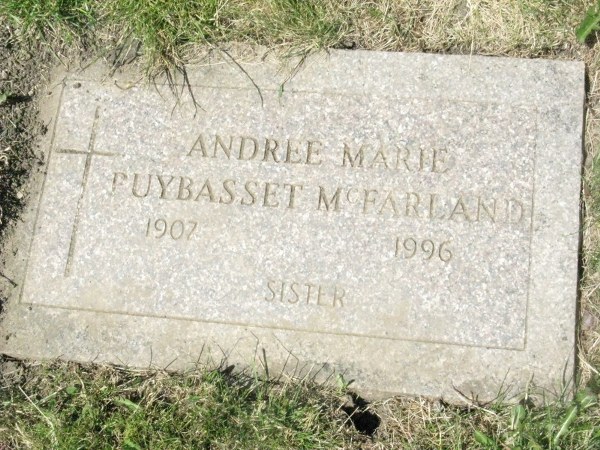 ANDREE MARIE
PUYBASSET McFARLAND
1907 1996
SISTER